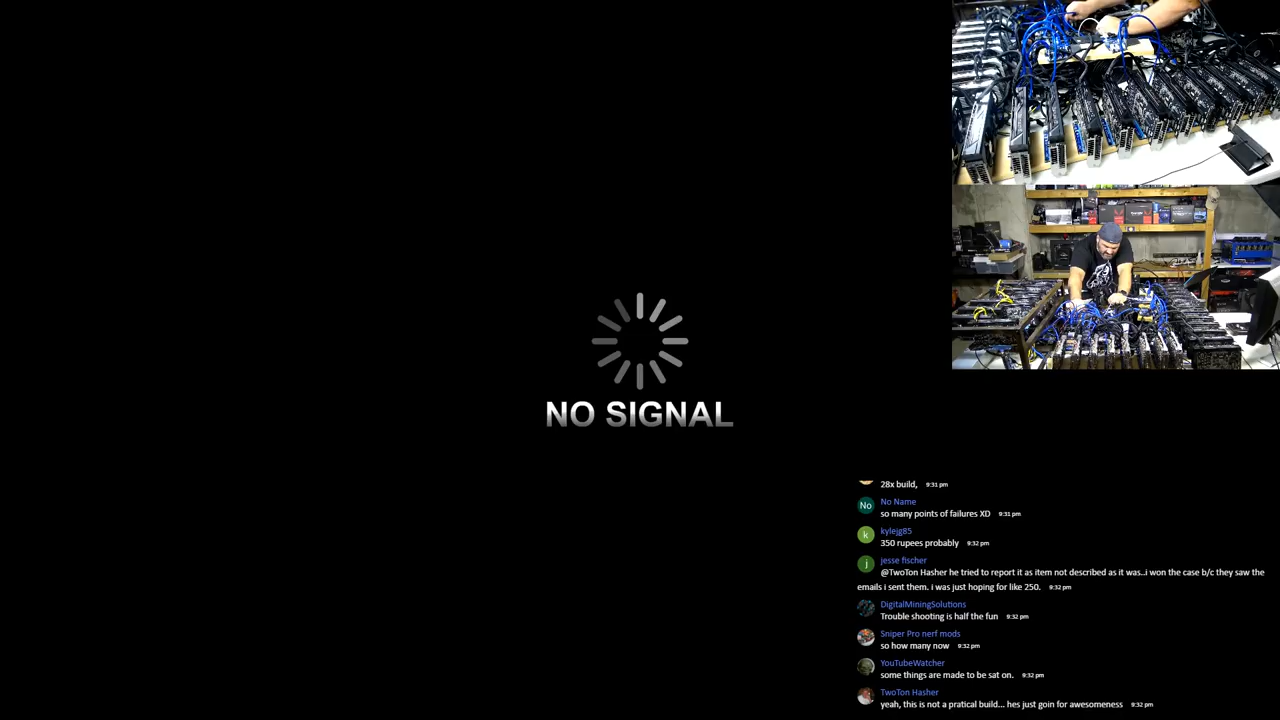 NO SIGNAL
28x build, 9:31 pm
No Name
No
so many points of failures XD 9:31 pm
kylejg85
k
350 rupees probably 9:32 pm
jesse fischer
j
@TwoTon Hasher he tried to report it as item not described as it was..i won the case b/c they saw the
emails i sent them. i was just hoping for like 250. 9:32 pm
DigitalMiningSolutions
Trouble shooting is half the fun 9:32 pm
Sniper Pro nerf mods
so how many now 9:32 pm
YouTubeWatcher
some things are made to be sat on. 9:32 pm
TwoTon Hasher
yeah, this is not a pratical build... hes just goin for awesomeness 9:32 pm